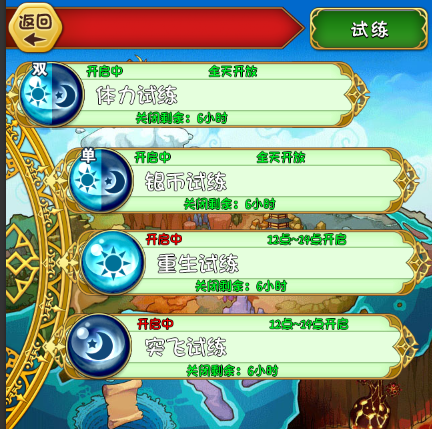 返回
试练
双
开启中 全天开放
体力试练
关闭剩余：6小时
单
开启中 全天开放
银币试练
关闭剩余：6小时
开启中 12点~24点开启
重生试练
关闭剩余：6小时
开启中 12点~24点开启
突飞试练
关闭剩余：6小时